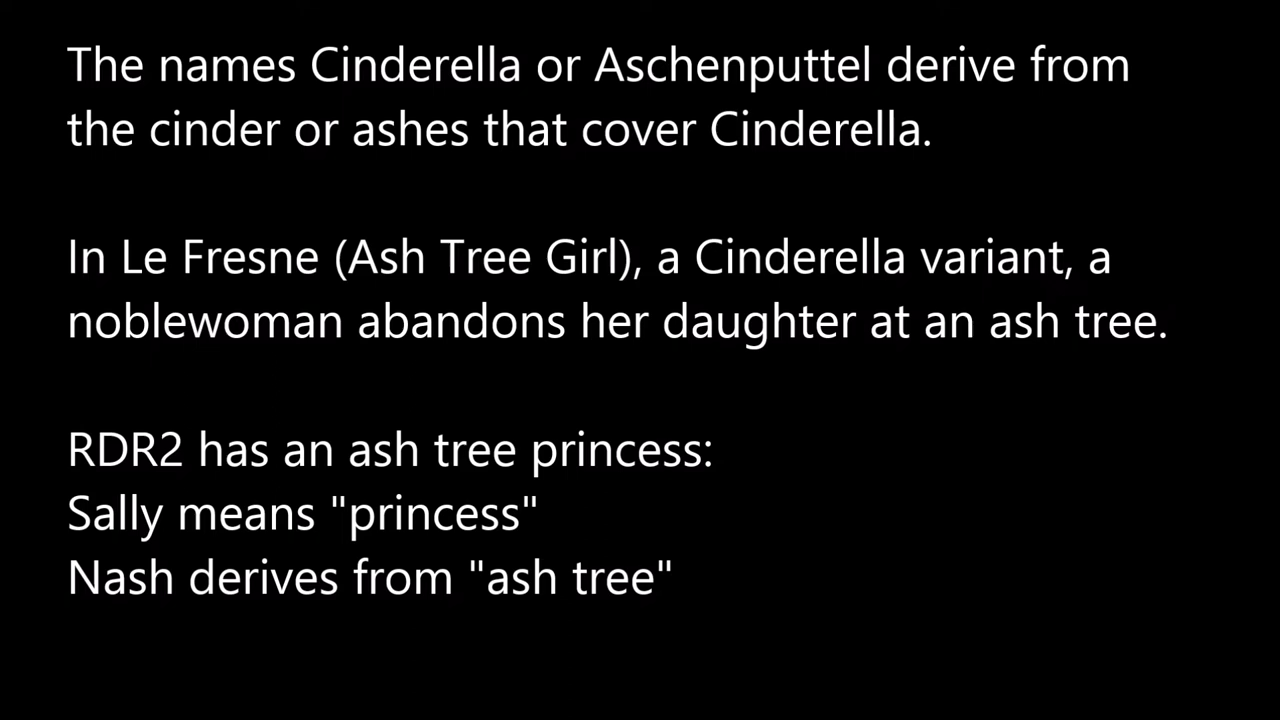 The names Cinderella or Aschenputtel derive from
the cinder or ashes that cover Cinderella.
In Le Fresne (Ash Tree Girl), a Cinderella variant, a
noblewoman abandons her daughter at an ash tree.
RDR2 has an ash tree princess:
Sally means "princess"
Nash derives from "ash tree"